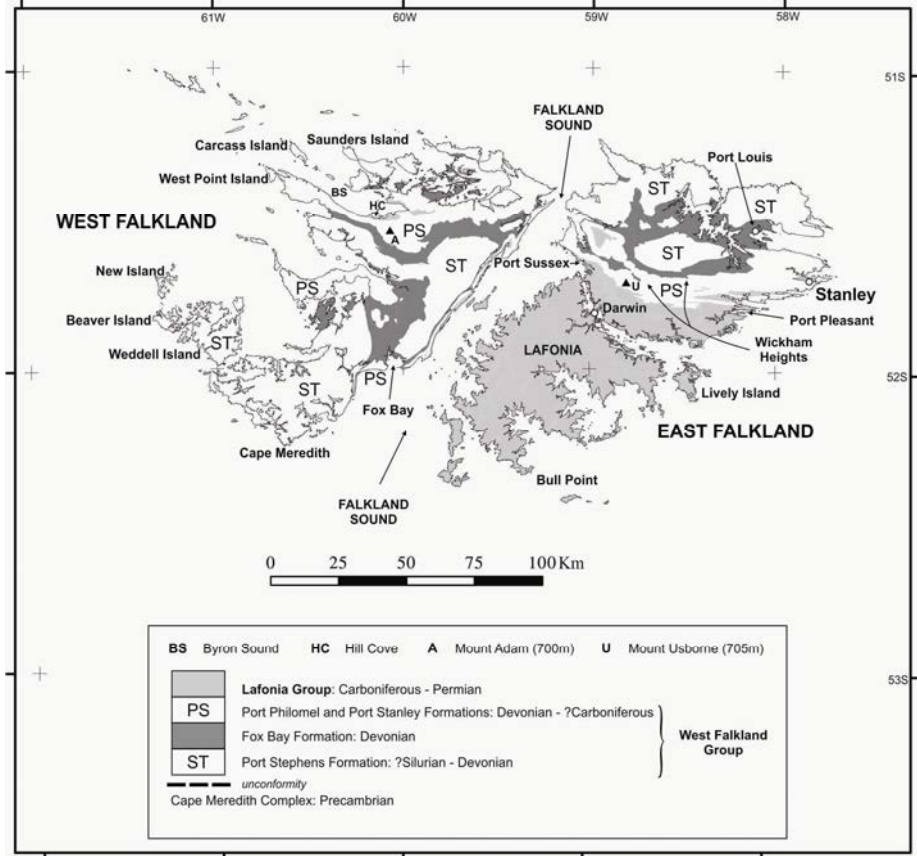 61W 60W 59W 58W
51S
FALKLAND
SOUND
Carcass Island
Saunders Island
Port Louis
West Point Island
BS
ST
HC
ST
WEST FALKLAND
PS
A
ST
ST
Port Sussex
New Island
PS
U
PS
Stanley
Darwin
Beaver Island
Port Pleasant
ST
LAFONIA
Weddell Island
Wickham
Heights
PS
52S
ST
Fox Bay
Lively Island
EAST FALKLAND
Cape Meredith
Bull Point
FALKLAND
SOUND
0 25 50 75 100 Km
BS Byron Sound HC Hill Cove A Mount Adam (700m) U Mount Usborne (705m)
53S
Lafonia Group: Carboniferous - Permian
PS Port Philomel and Port Stanley Formations: Devonian - ?Carboniferous
Fox Bay Formation: Devonian
West Falkland
Group
ST Port Stephens Formation: ?Silurian - Devonian
unconformity
Cape Meredith Complex: Precambrian